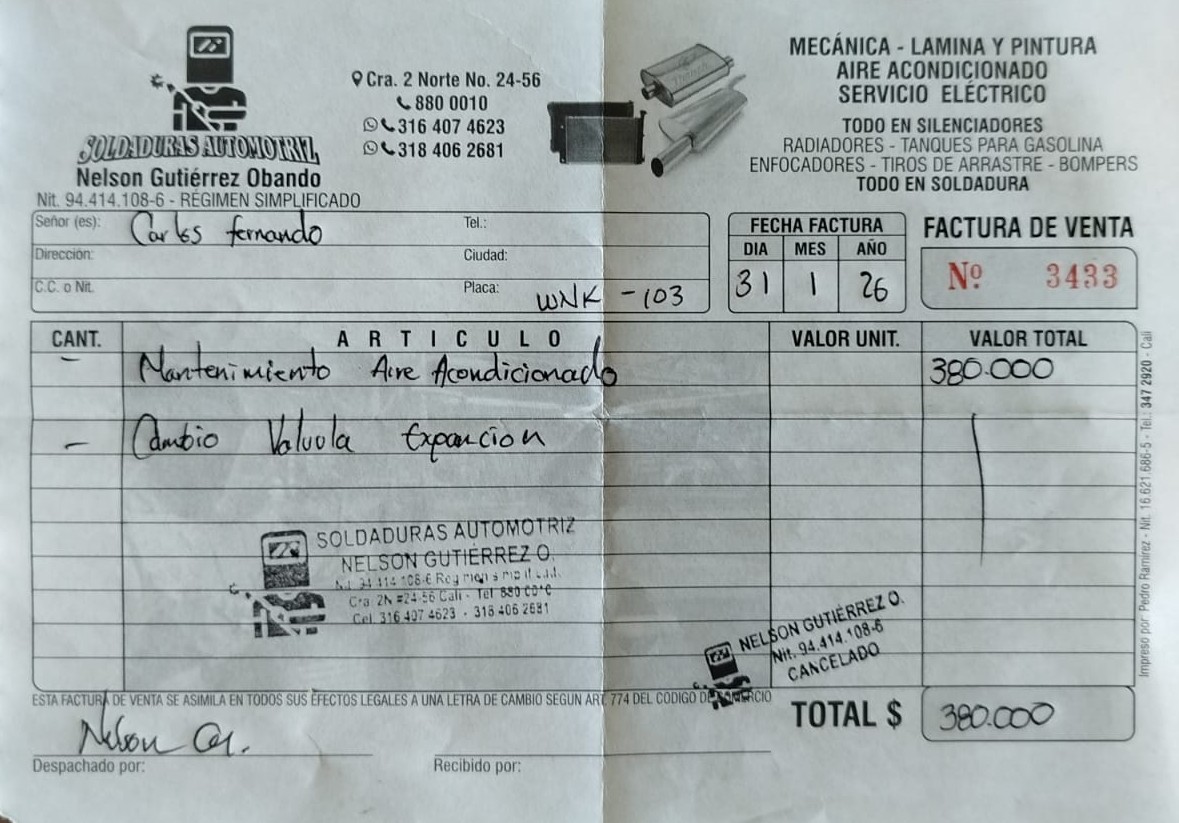 SOLDADURAS AUTOMOTRIZ
Nelson Gutiérrez Obando
Nit. 94.414.108-6 - RÉGIMEN SIMPLIFICADO
Cra. 2 Norte No. 24-56
880 0010
316 407 4623
318 406 2681
MECÁNICA - LAMINA Y PINTURA
AIRE ACONDICIONADO
SERVICIO ELÉCTRICO
TODO EN SILENCIADORES
RADIADORES - TANQUES PARA GASOLINA
ENFOCADORES - TIROS DE ARRASTRE - BOMPERS
TODO EN SOLDADURA
Señor (es): Carlos fernando Tel.:
Dirección: Ciudad:
C.C. o Nit. Placa: WNK - 103
FECHA FACTURA
DIA MES AÑO
31 1 26
FACTURA DE VENTA
Nº 3433
CANT. ARTICULO VALOR UNIT. VALOR TOTAL
- Mantenimiento Aire Acondicionado 380.000
- Cambio Valvula Expancion
SOLDADURAS AUTOMOTRIZ
NELSON GUTIÉRREZ O.
Cra. 2N #24-56 Cali - Tel 880
Cel. 316 407 4623 - 318 406 2681
NELSON GUTIÉRREZ O.
Nit. 94.414.108-6
CANCELADO
ESTA FACTURA DE VENTA SE ASIMILA EN TODOS SUS EFECTOS LEGALES A UNA LETRA DE CAMBIO SEGUN ART. 774 DEL CODIGO DE COMERCIO
TOTAL $ 380.000
Nelson
Despachado por: Recibido por:
Impreso por: Pedro Ramírez - Nit. 16.621.686-5 - Tel.: 347 2920 - Cali